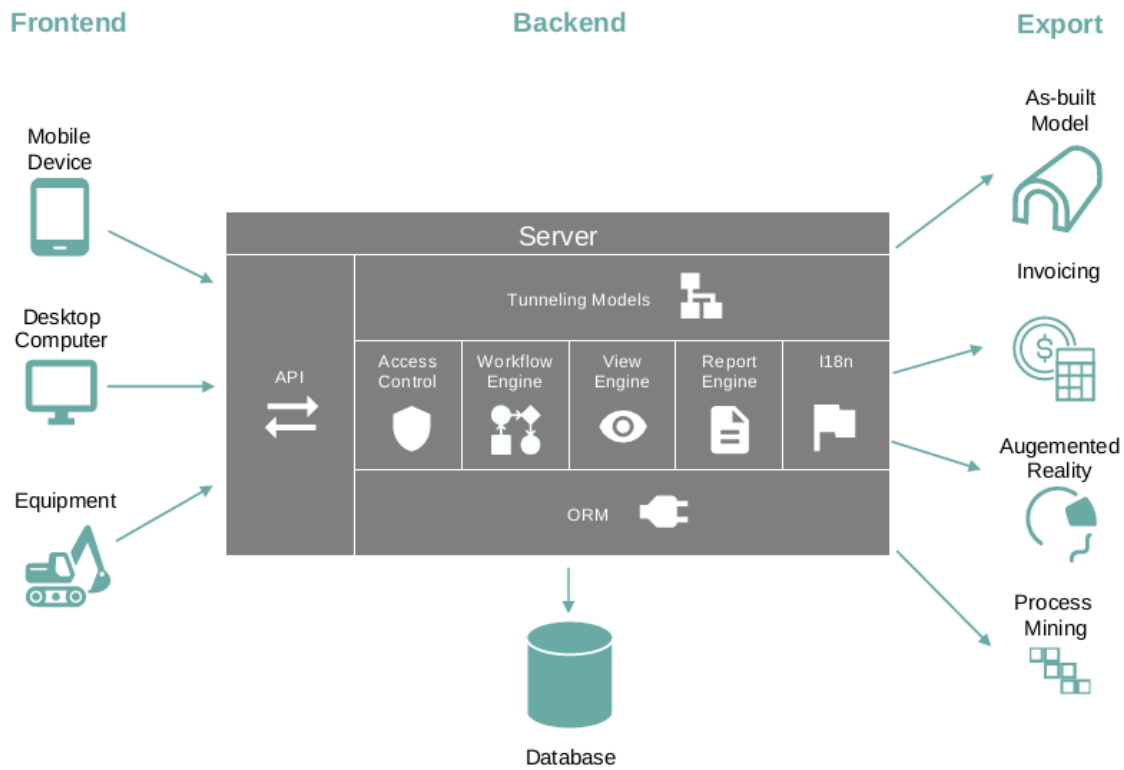 Frontend
Backend
Export
Mobile
Device
Desktop
Computer
Equipment
Server
API
Tunneling Models
Access
Control
Workflow
Engine
View
Engine
Report
Engine
I18n
ORM
Database
As-built
Model
Invoicing
$
Augemented
Reality
Process
Mining